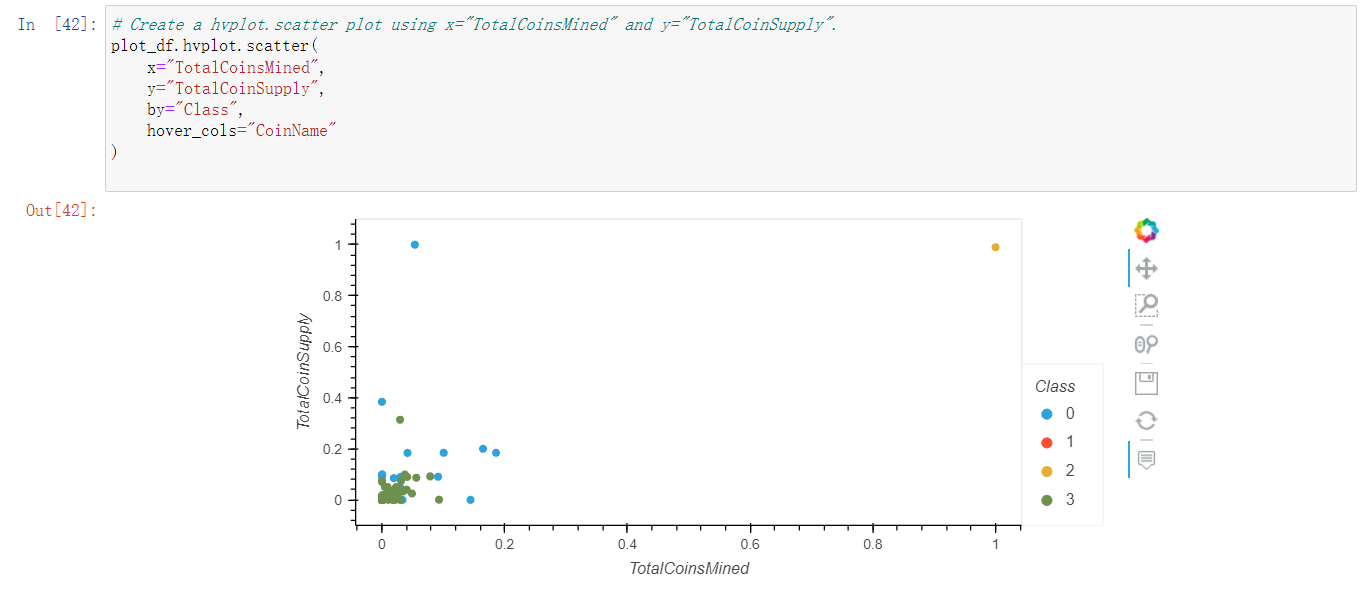 In [42]:
# Create a hvplot.scatter plot using x="TotalCoinsMined" and y="TotalCoinSupply".
plot_df.hvplot.scatter(
x="TotalCoinsMined",
y="TotalCoinSupply",
by="Class",
hover_cols="CoinName"
)
Out[42]:
TotalCoinSupply
1
0.8
0.6
0.4
0.2
0
0 0.2 0.4 0.6 0.8 1
TotalCoinsMined
Class
0
1
2
3